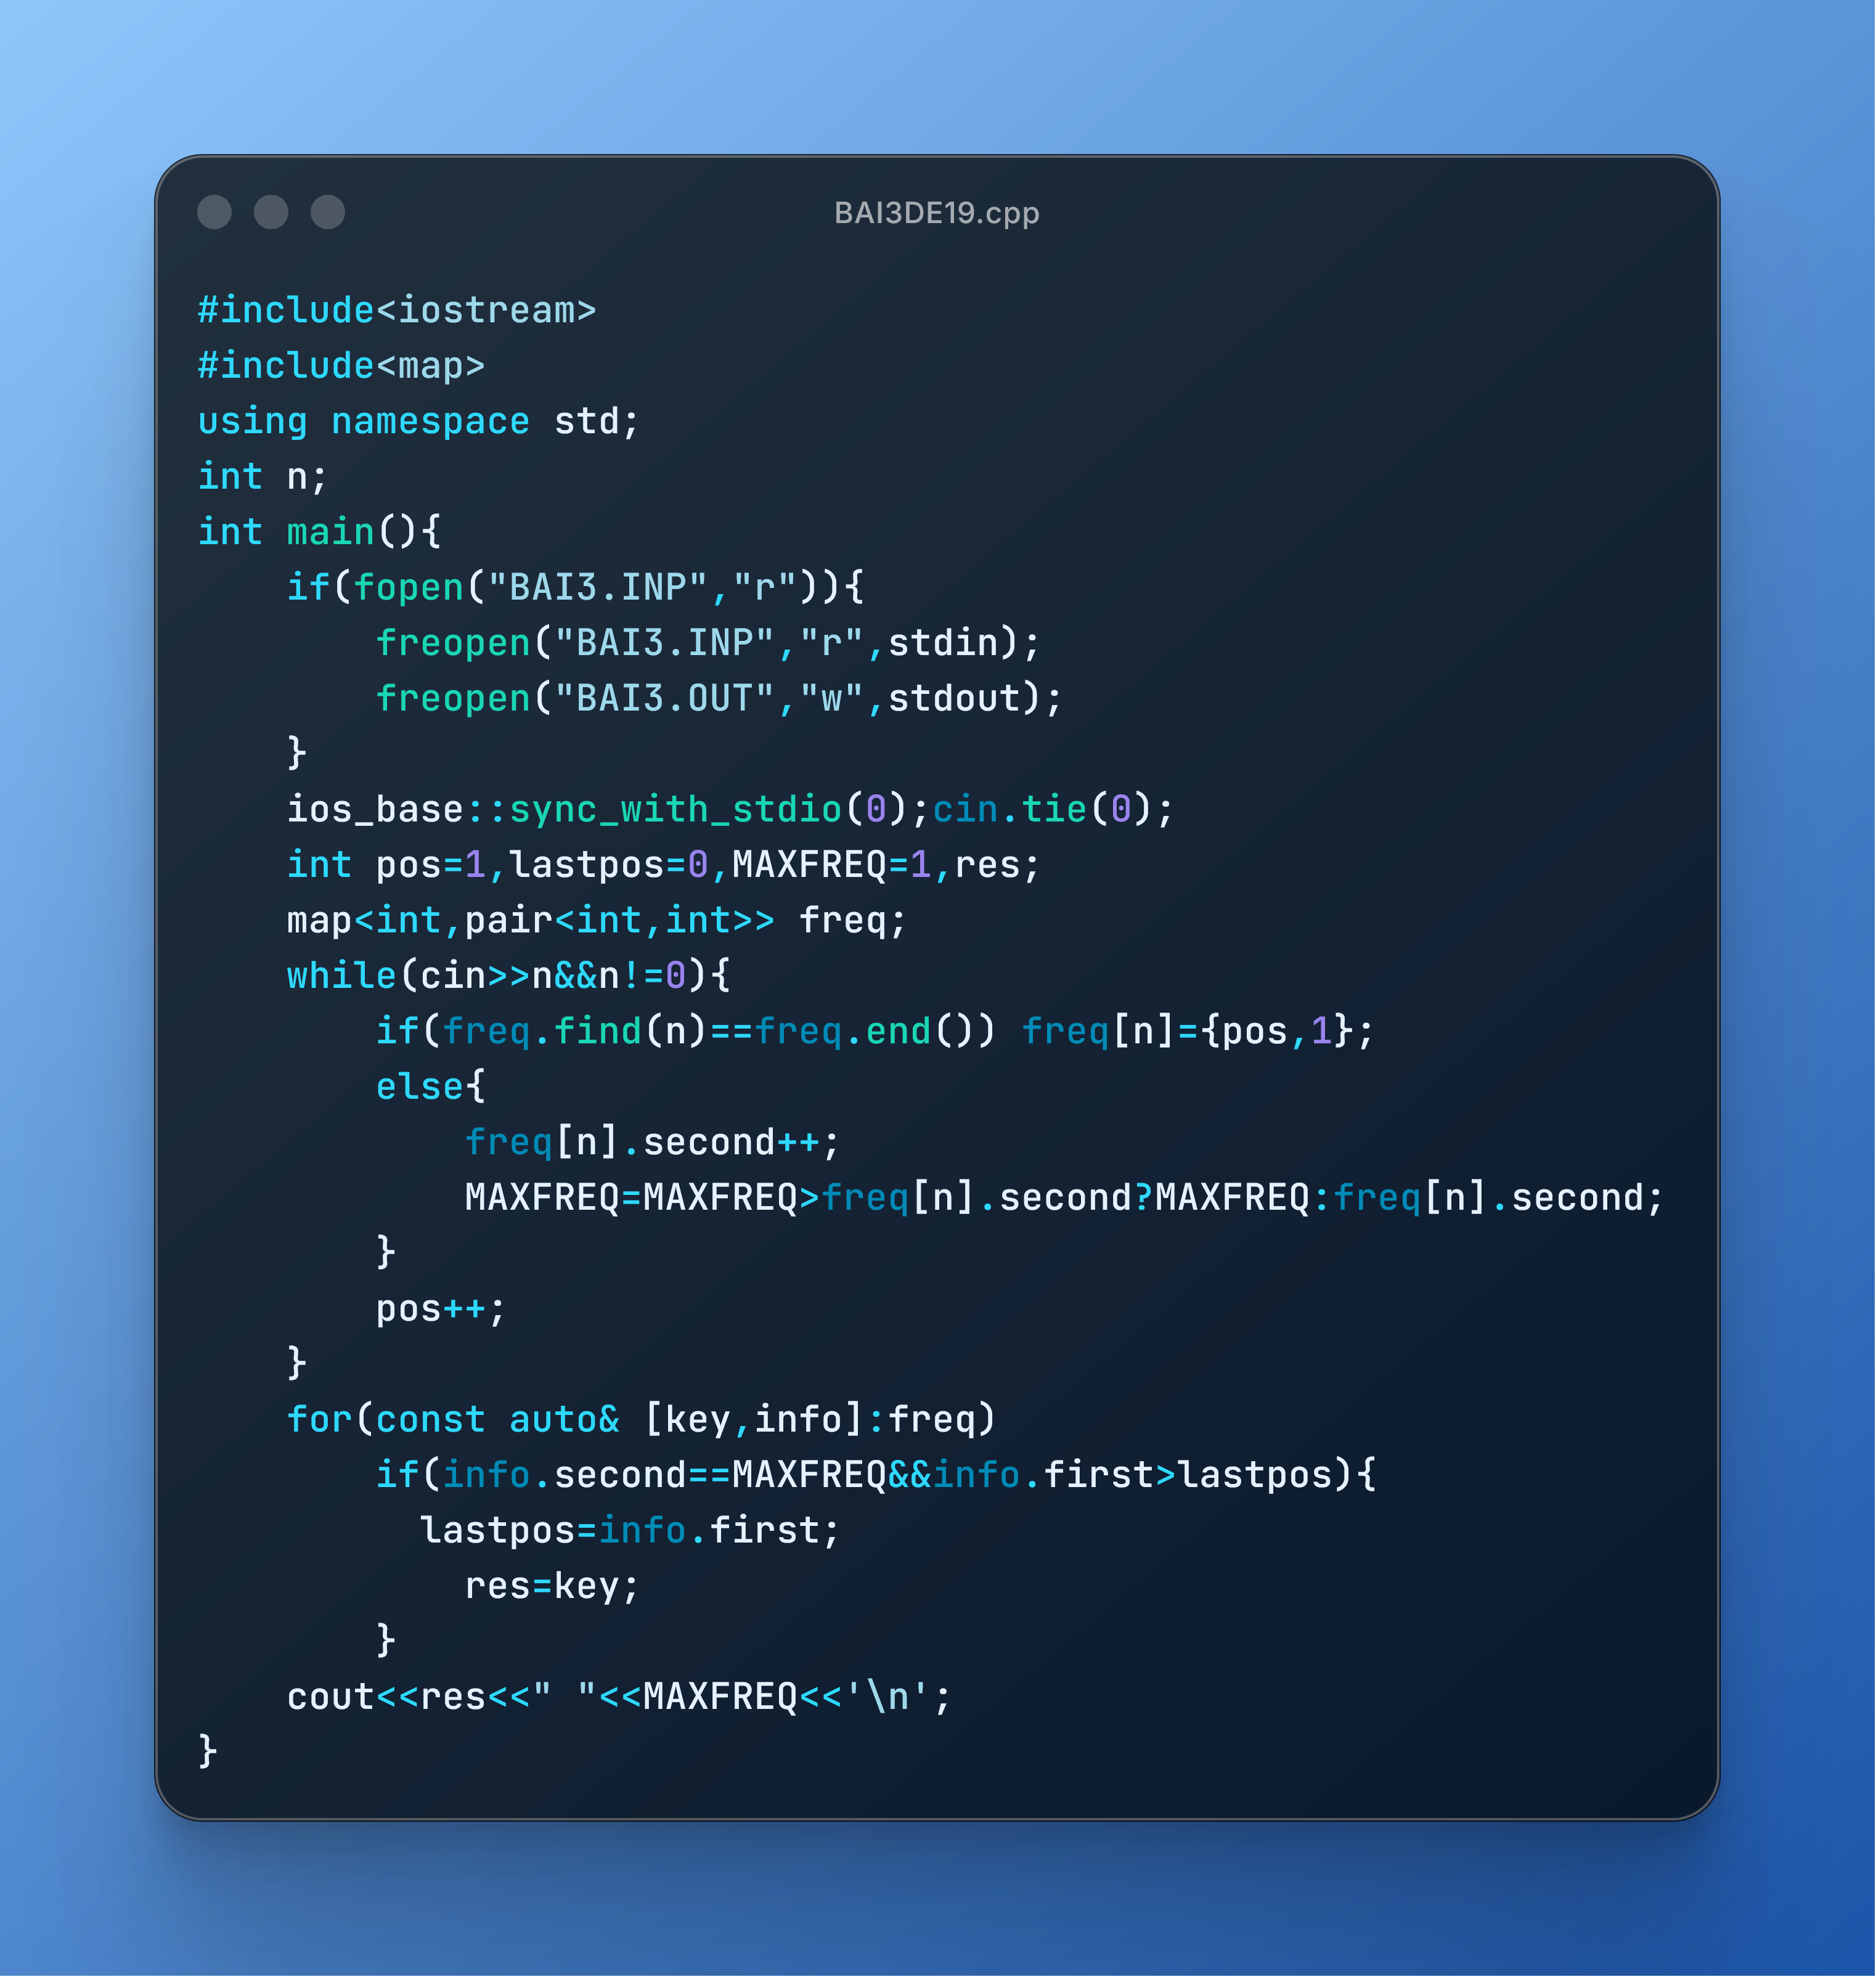 BAI3DE19.cpp
#include<iostream>
#include<map>
using namespace std;
int n;
int main(){
    if(fopen("BAI3.INP","r")){
        freopen("BAI3.INP","r",stdin);
        freopen("BAI3.OUT","w",stdout);
    }
    ios_base::sync_with_stdio(0);cin.tie(0);
    int pos=1,lastpos=0,MAXFREQ=1,res;
    map<int,pair<int,int>> freq;
    while(cin>>n&&n!=0){
        if(freq.find(n)==freq.end()) freq[n]={pos,1};
        else{
            freq[n].second++;
            MAXFREQ=MAXFREQ>freq[n].second?MAXFREQ:freq[n].second;
        }
        pos++;
    }
    for(const auto& [key,info]:freq)
        if(info.second==MAXFREQ&&info.first>lastpos){
          lastpos=info.first;
            res=key;
        }
    cout<<res<<" "<<MAXFREQ<<'\n';
}